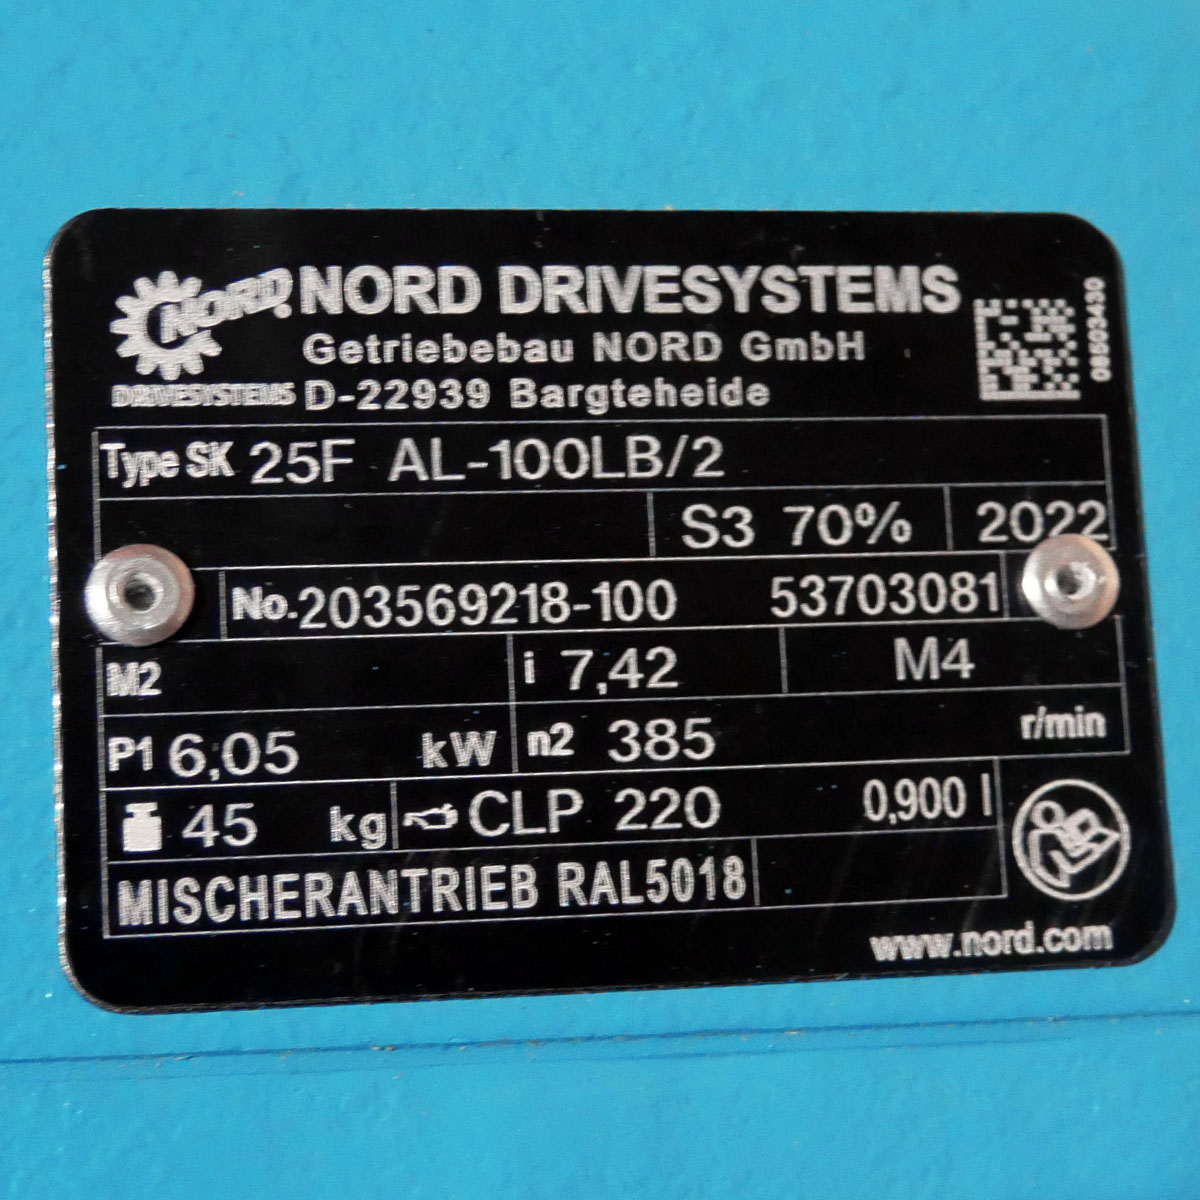 NORD. NORD DRIVESYSTEMS
Getriebebau NORD GmbH
DRIVESYSTEMS D-22939 Bargteheide
08503430
Type SK 25F AL-100LB/2
S3 70% 2022
No. 203569218-100 53703081
M2 i 7,42 M4
P1 6,05 kW n2 385 r/min
45 kg CLP 220 0,900 l
MISCHERANTRIEB RAL5018
www.nord.com